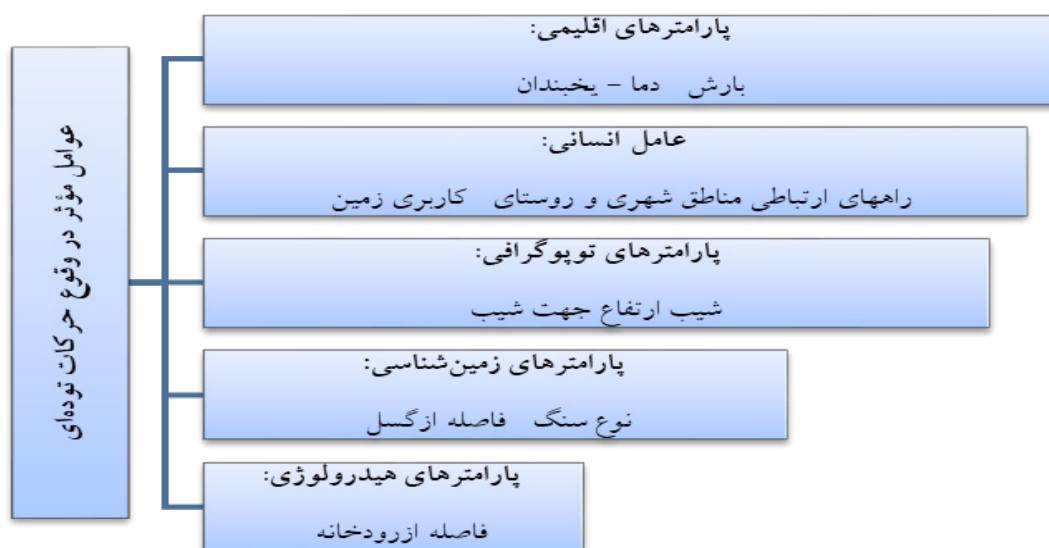 عوامل مؤثر در وقوع حرکات توده‌ای
پارامترهای اقلیمی:
بارش دما - یخبندان
عامل انسانی:
راههای ارتباطی مناطق شهری و روستای کاربری زمین
پارامترهای توپوگرافی:
شیب ارتفاع جهت شیب
پارامترهای زمین‌شناسی:
نوع سنگ فاصله ازگسل
پارامترهای هیدرولوژی:
فاصله ازرودخانه